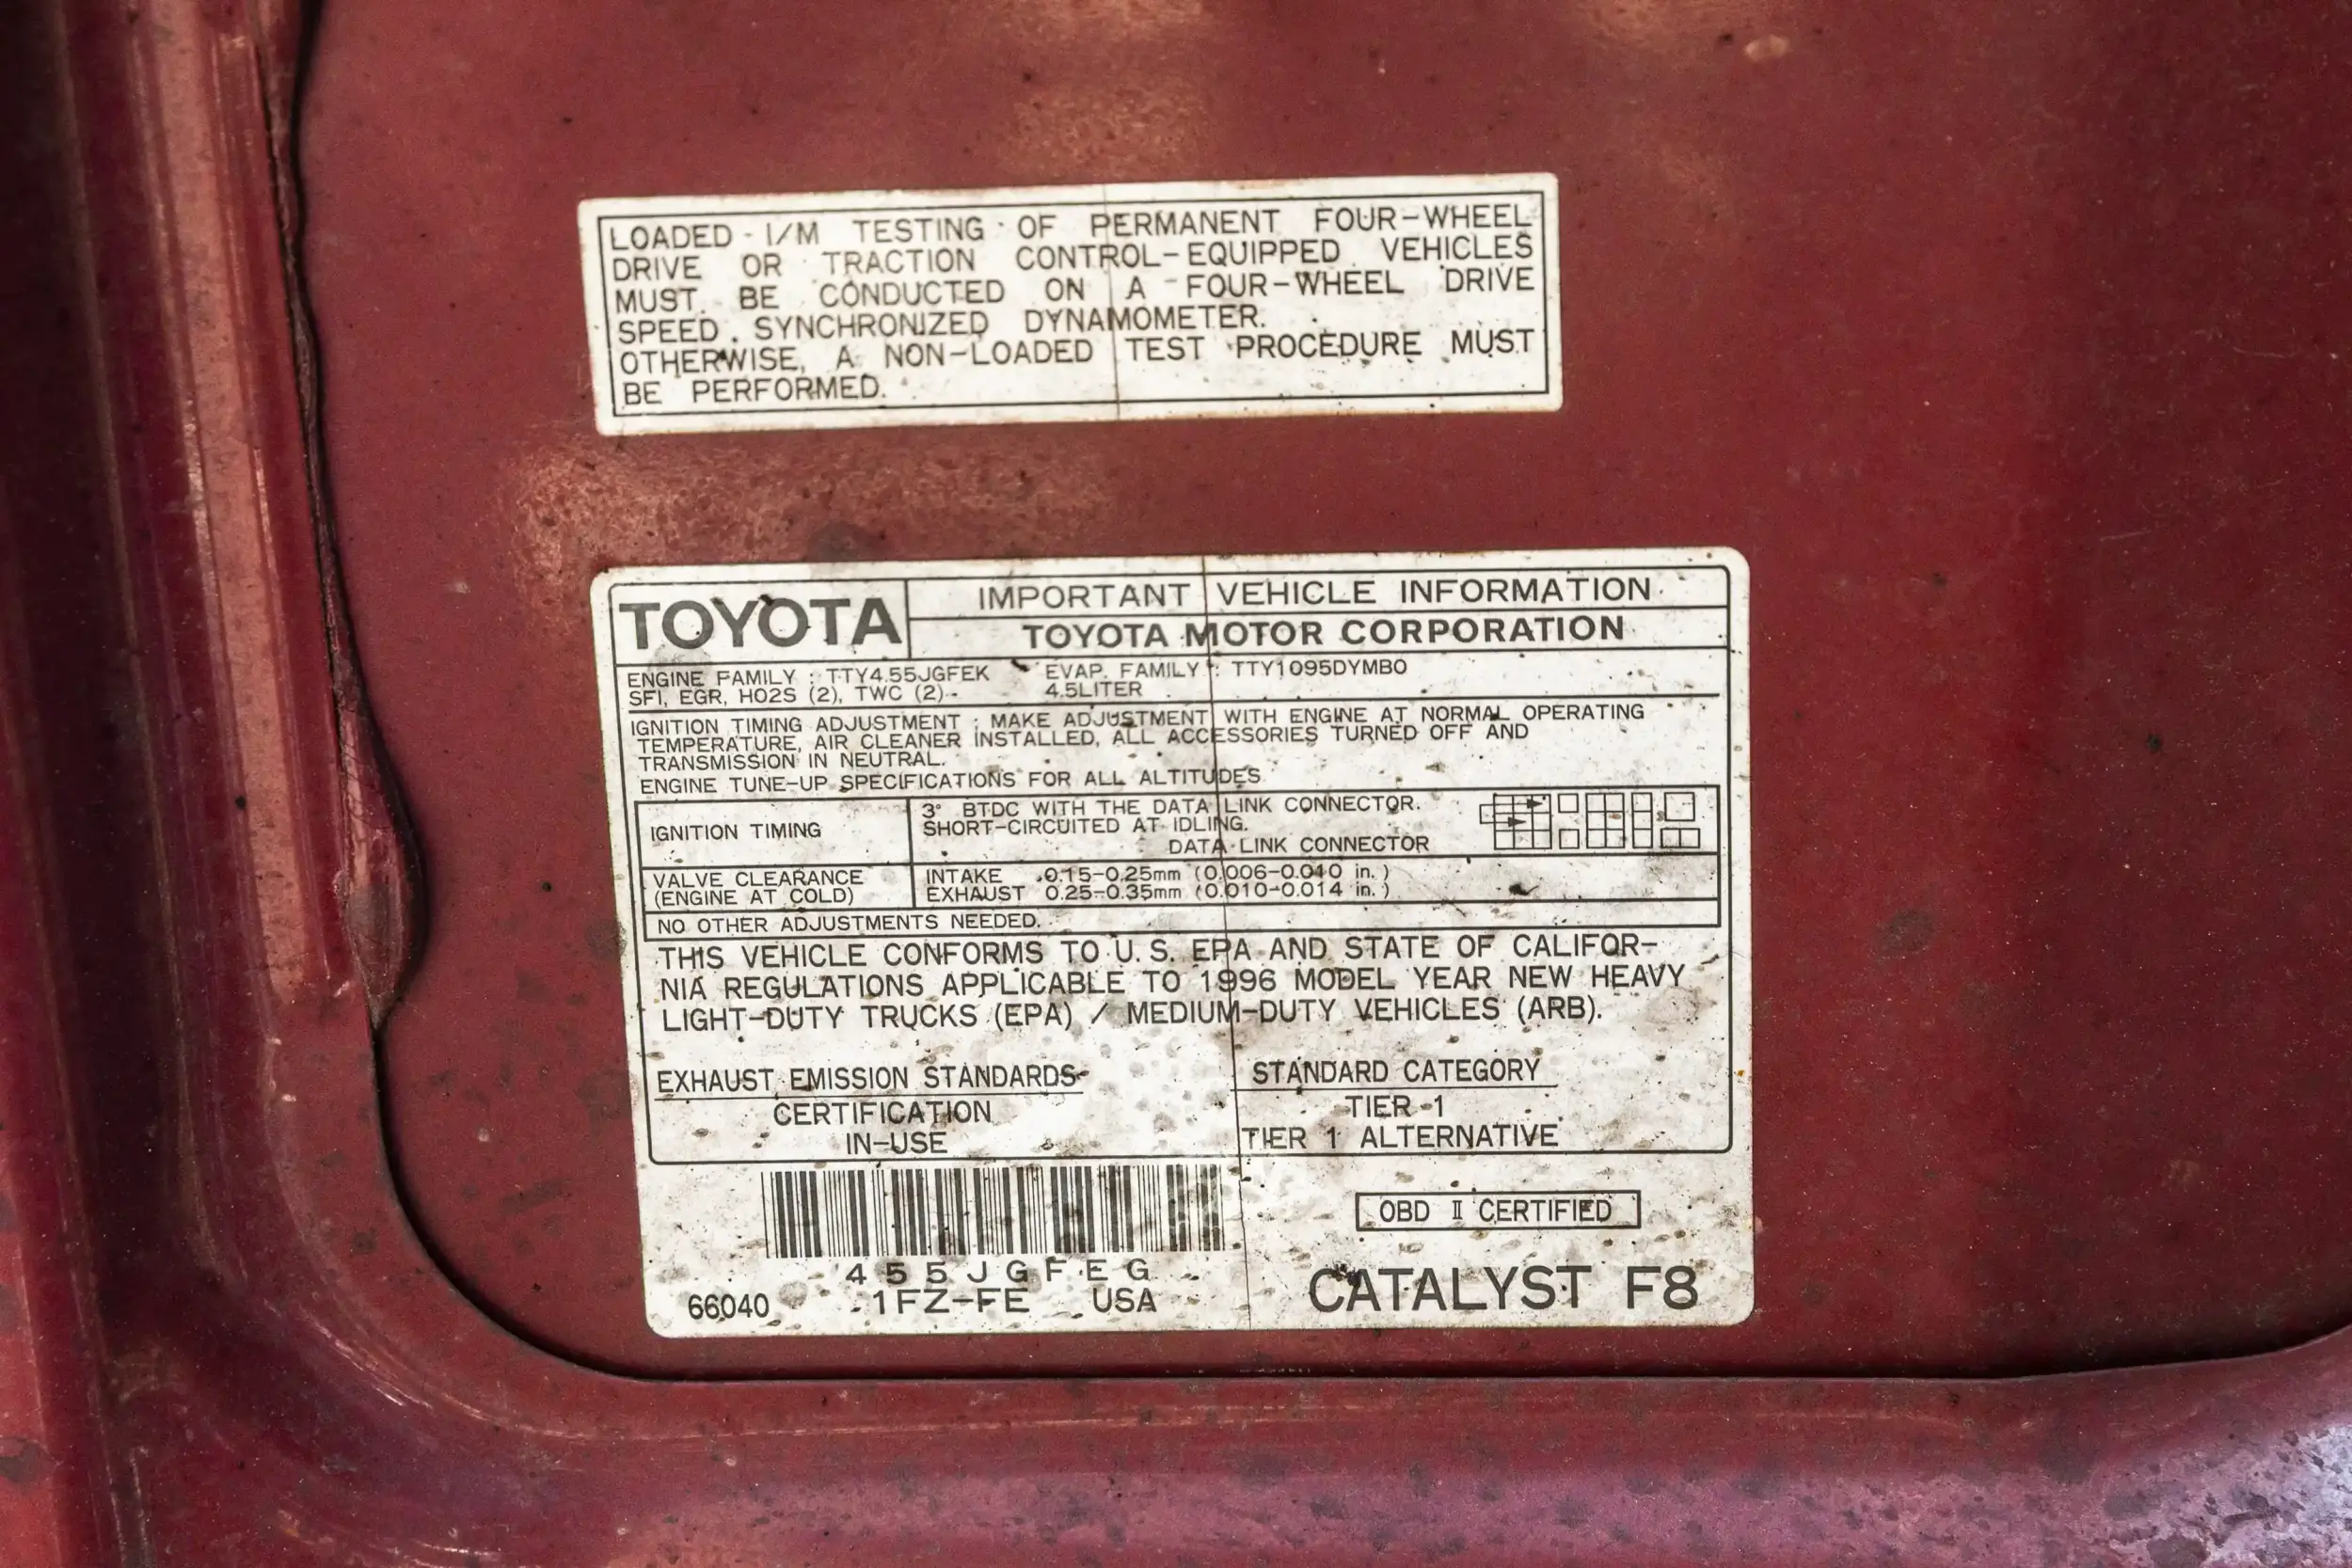 LOADED I/M TESTING OF PERMANENT FOUR-WHEEL
DRIVE OR TRACTION CONTROL-EQUIPPED VEHICLES
MUST BE CONDUCTED ON A FOUR-WHEEL DRIVE
SPEED SYNCHRONIZED DYNAMOMETER.
OTHERWISE, A NON-LOADED TEST PROCEDURE MUST
BE PERFORMED.
TOYOTA
IMPORTANT VEHICLE INFORMATION
TOYOTA MOTOR CORPORATION
ENGINE FAMILY : TTY4.55JGFEK EVAP. FAMILY : TTY1095DYMBO
SFI, EGR, HO2S (2), TWC (2) 4.5LITER
IGNITION TIMING ADJUSTMENT : MAKE ADJUSTMENT WITH ENGINE AT NORMAL OPERATING
TEMPERATURE, AIR CLEANER INSTALLED, ALL ACCESSORIES TURNED OFF AND
TRANSMISSION IN NEUTRAL.
ENGINE TUNE-UP SPECIFICATIONS FOR ALL ALTITUDES
IGNITION TIMING
3° BTDC WITH THE DATA LINK CONNECTOR
SHORT-CIRCUITED AT IDLING.
DATA LINK CONNECTOR
VALVE CLEARANCE
(ENGINE AT COLD)
INTAKE 0.15-0.25mm (0.006-0.010 in.)
EXHAUST 0.25-0.35mm (0.010-0.014 in.)
NO OTHER ADJUSTMENTS NEEDED.
THIS VEHICLE CONFORMS TO U.S. EPA AND STATE OF CALIFOR-
NIA REGULATIONS APPLICABLE TO 1996 MODEL YEAR NEW HEAVY
LIGHT-DUTY TRUCKS (EPA) / MEDIUM-DUTY VEHICLES (ARB).
EXHAUST EMISSION STANDARDS STANDARD CATEGORY
CERTIFICATION TIER 1
IN-USE TIER 1 ALTERNATIVE
OBD II CERTIFIED
455JGFEG
66040 1FZ-FE USA
CATALYST F8